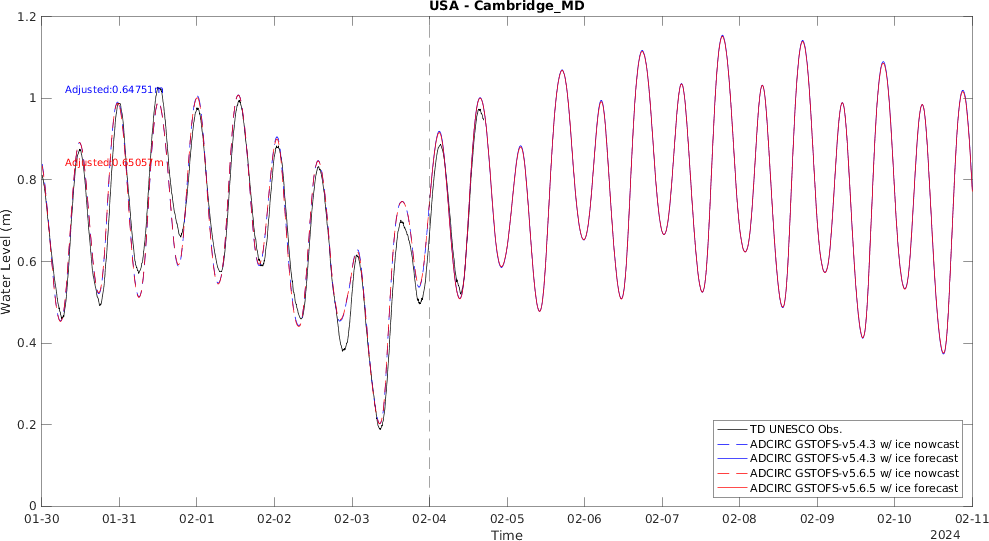 USA - Cambridge_MD
1.2
1
0.8
0.6
0.4
0.2
0
Water Level (m)
Adjusted:0.64751m
Adjusted:0.65057m
TD UNESCO Obs.
ADCIRC GSTOFS-v5.4.3 w/ ice nowcast
ADCIRC GSTOFS-v5.4.3 w/ ice forecast
ADCIRC GSTOFS-v5.6.5 w/ ice nowcast
ADCIRC GSTOFS-v5.6.5 w/ ice forecast
01-30 01-31 02-01 02-02 02-03 02-04 02-05 02-06 02-07 02-08 02-09 02-10 02-11
Time
2024